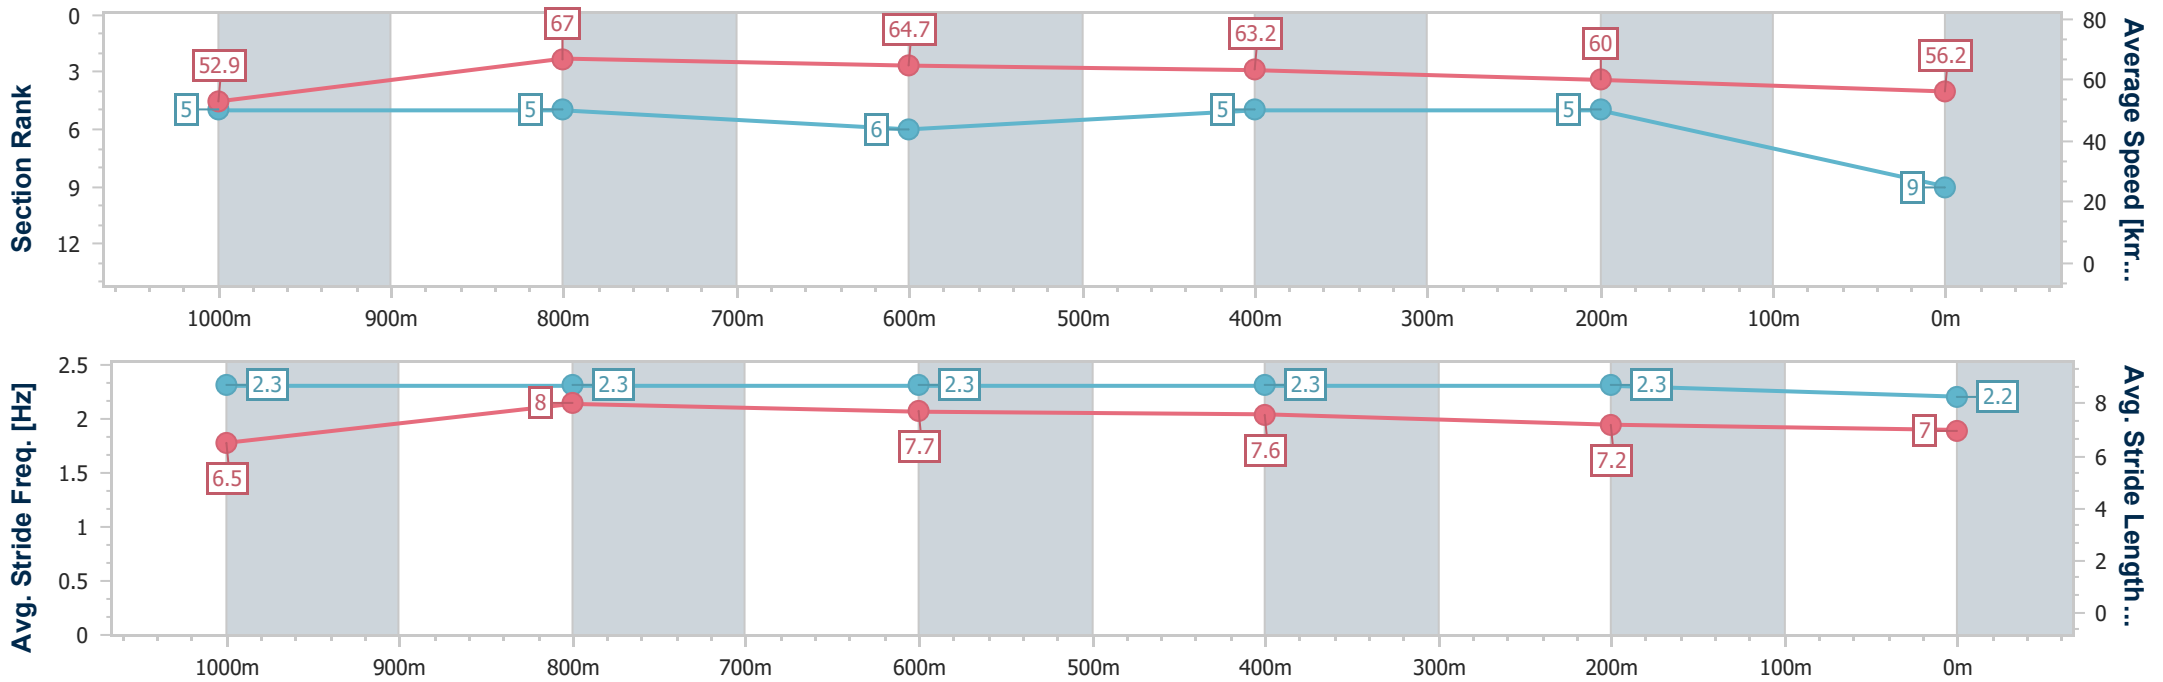 Section Rank
0
3
6
9
12
52.9
67
64.7
63.2
60
56.2
5
5
6
5
5
9
80
60
40
20
0
Average Speed [km...
1000m
900m
800m
700m
600m
500m
400m
300m
200m
100m
0m
Avg. Stride Freq. [Hz]
2.5
2
1.5
1
0.5
0
2.3
2.3
2.3
2.3
2.3
2.2
6.5
8
7.7
7.6
7.2
7
8
6
4
2
0
Avg. Stride Length...
1000m
900m
800m
700m
600m
500m
400m
300m
200m
100m
0m